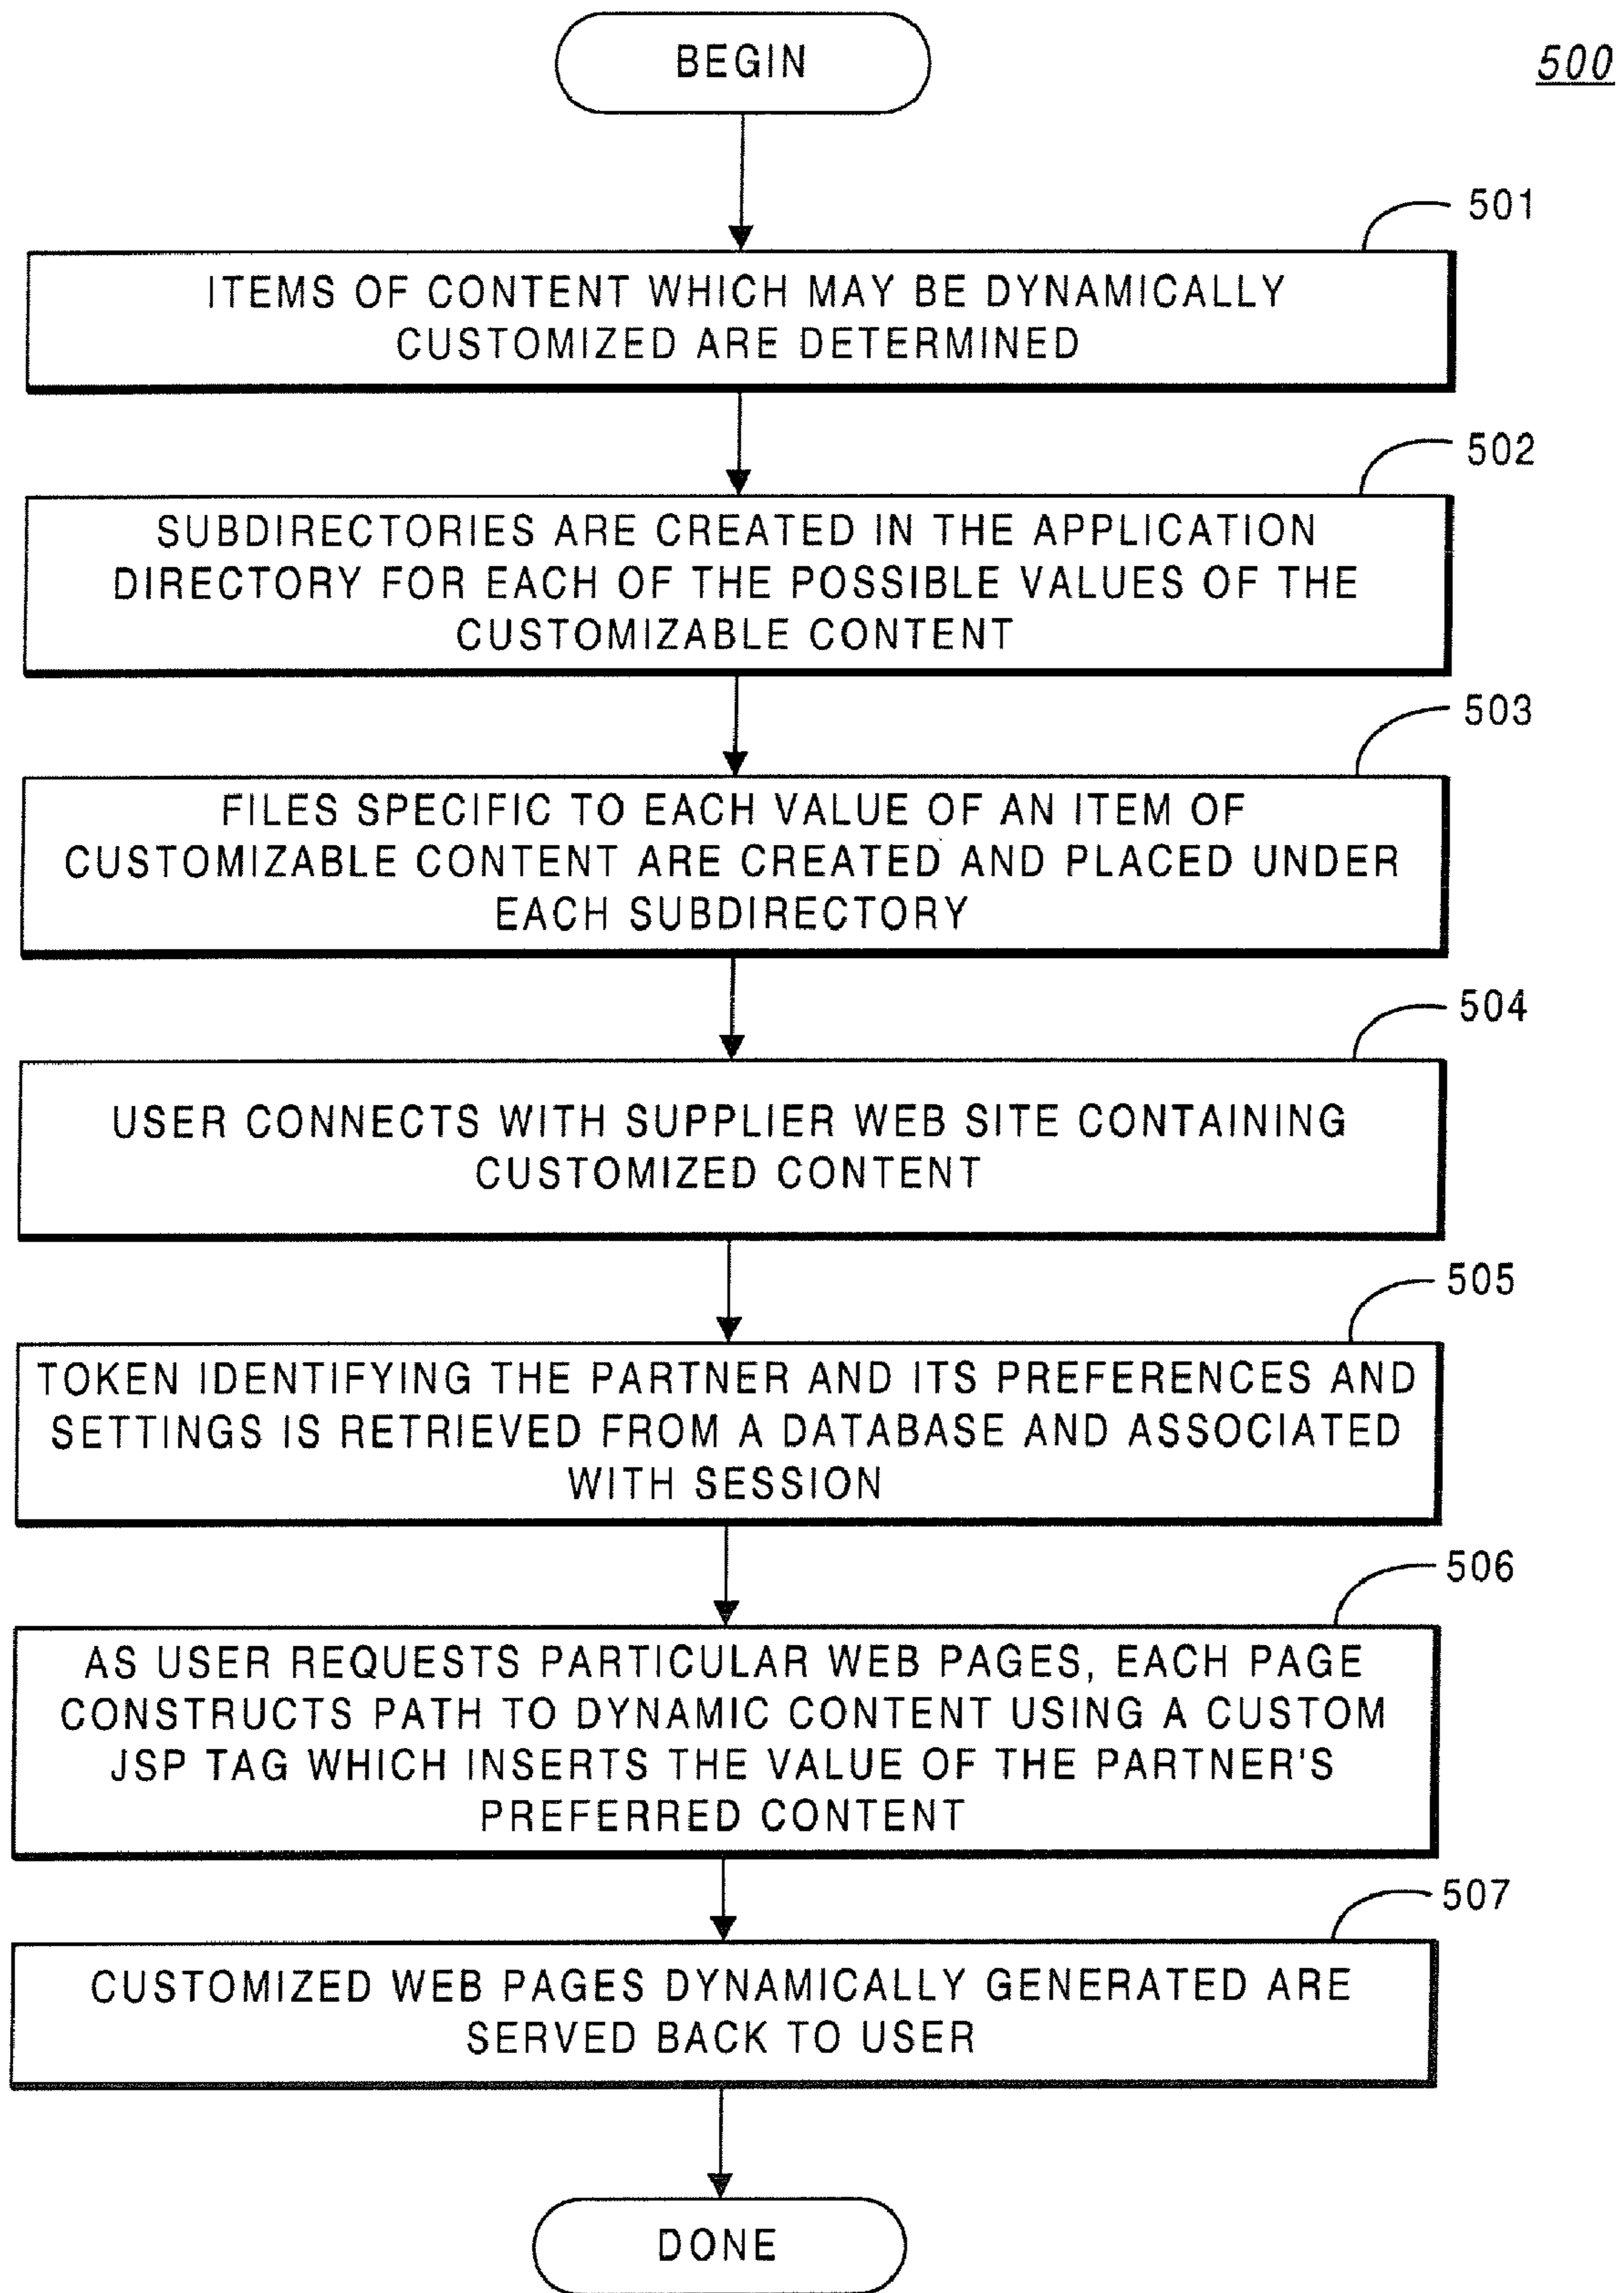 BEGIN
500
501
ITEMS OF CONTENT WHICH MAY BE DYNAMICALLY
CUSTOMIZED ARE DETERMINED
502
SUBDIRECTORIES ARE CREATED IN THE APPLICATION
DIRECTORY FOR EACH OF THE POSSIBLE VALUES OF THE
CUSTOMIZABLE CONTENT
503
FILES SPECIFIC TO EACH VALUE OF AN ITEM OF
CUSTOMIZABLE CONTENT ARE CREATED AND PLACED UNDER
EACH SUBDIRECTORY
504
USER CONNECTS WITH SUPPLIER WEB SITE CONTAINING
CUSTOMIZED CONTENT
505
TOKEN IDENTIFYING THE PARTNER AND ITS PREFERENCES AND
SETTINGS IS RETRIEVED FROM A DATABASE AND ASSOCIATED
WITH SESSION
506
AS USER REQUESTS PARTICULAR WEB PAGES, EACH PAGE
CONSTRUCTS PATH TO DYNAMIC CONTENT USING A CUSTOM
JSP TAG WHICH INSERTS THE VALUE OF THE PARTNER'S
PREFERRED CONTENT
507
CUSTOMIZED WEB PAGES DYNAMICALLY GENERATED ARE
SERVED BACK TO USER
DONE